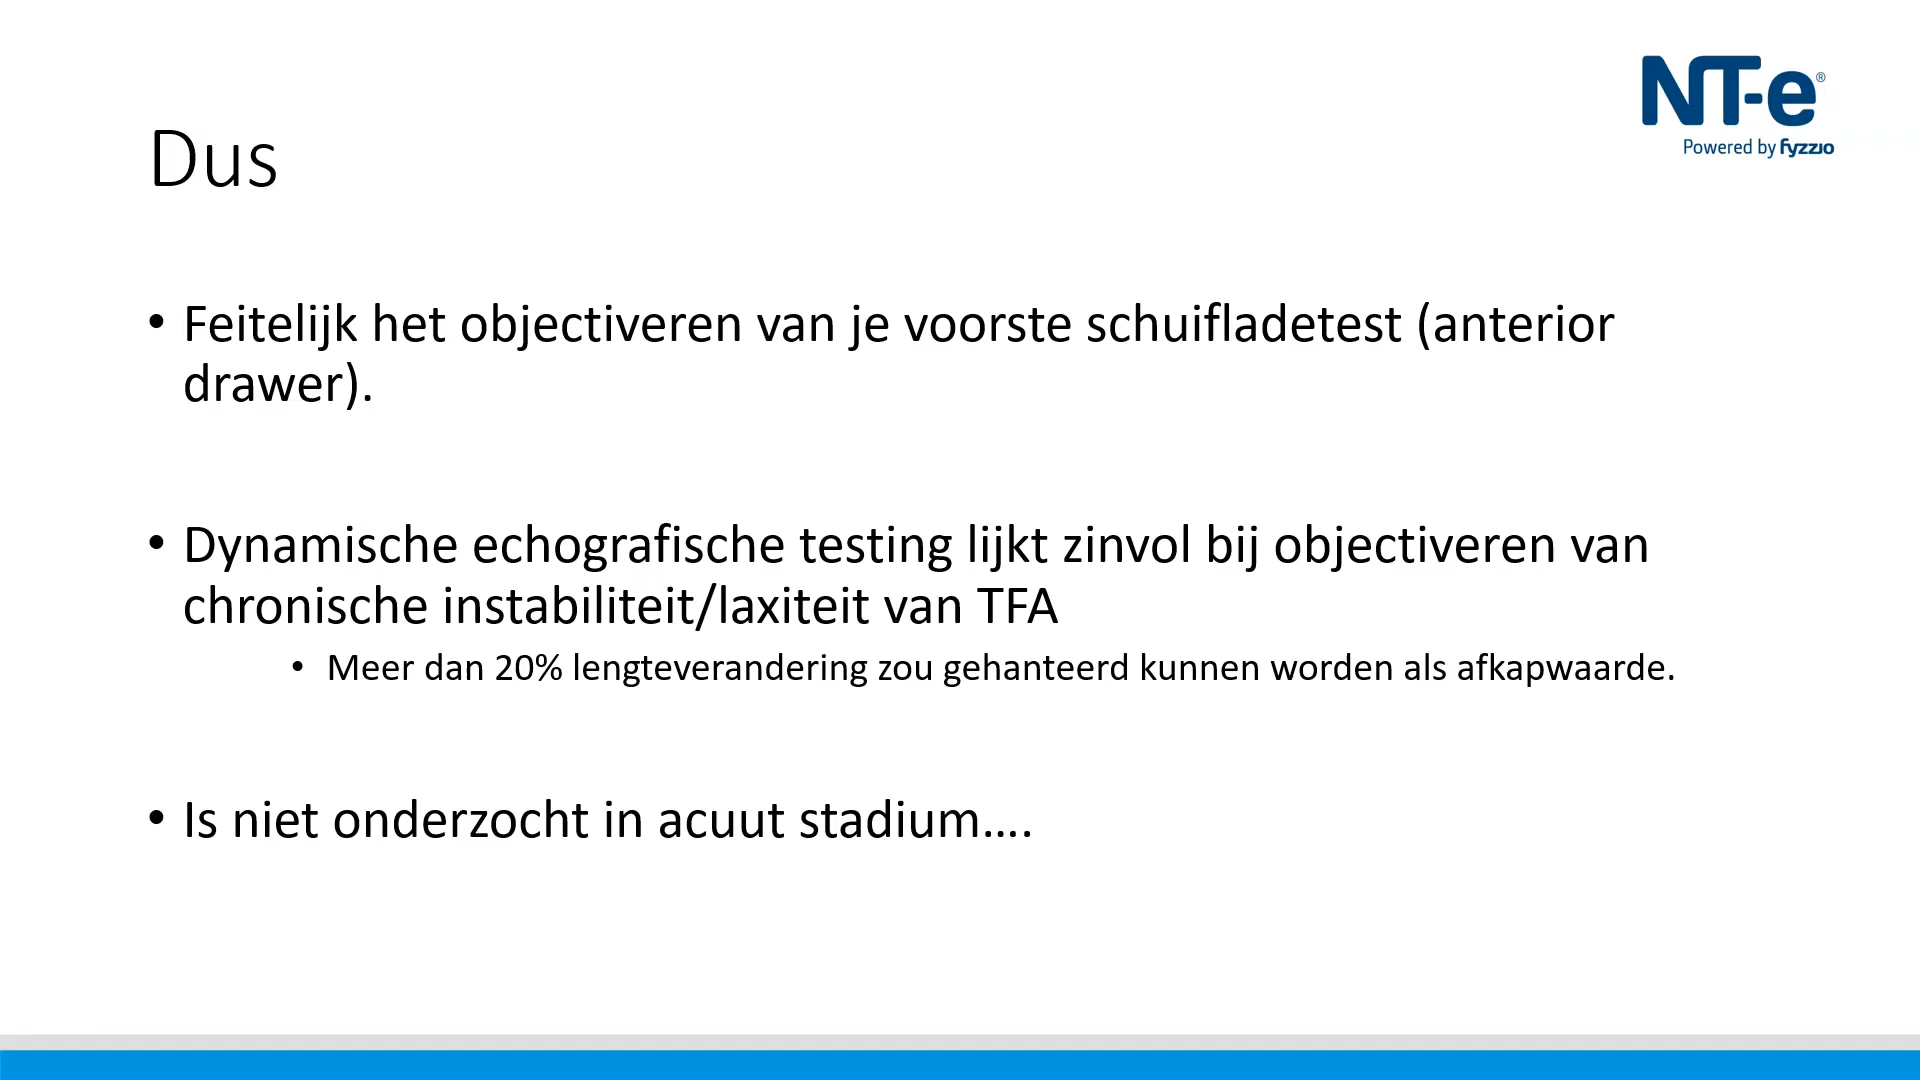 NT-e®
Powered by fyzzio
Dus
• Feitelijk het objectiveren van je voorste schuifladetest (anterior
drawer).
• Dynamische echografische testing lijkt zinvol bij objectiveren van
chronische instabiliteit/laxiteit van TFA
• Meer dan 20% lengteverandering zou gehanteerd kunnen worden als afkapwaarde.
• Is niet onderzocht in acuut stadium....